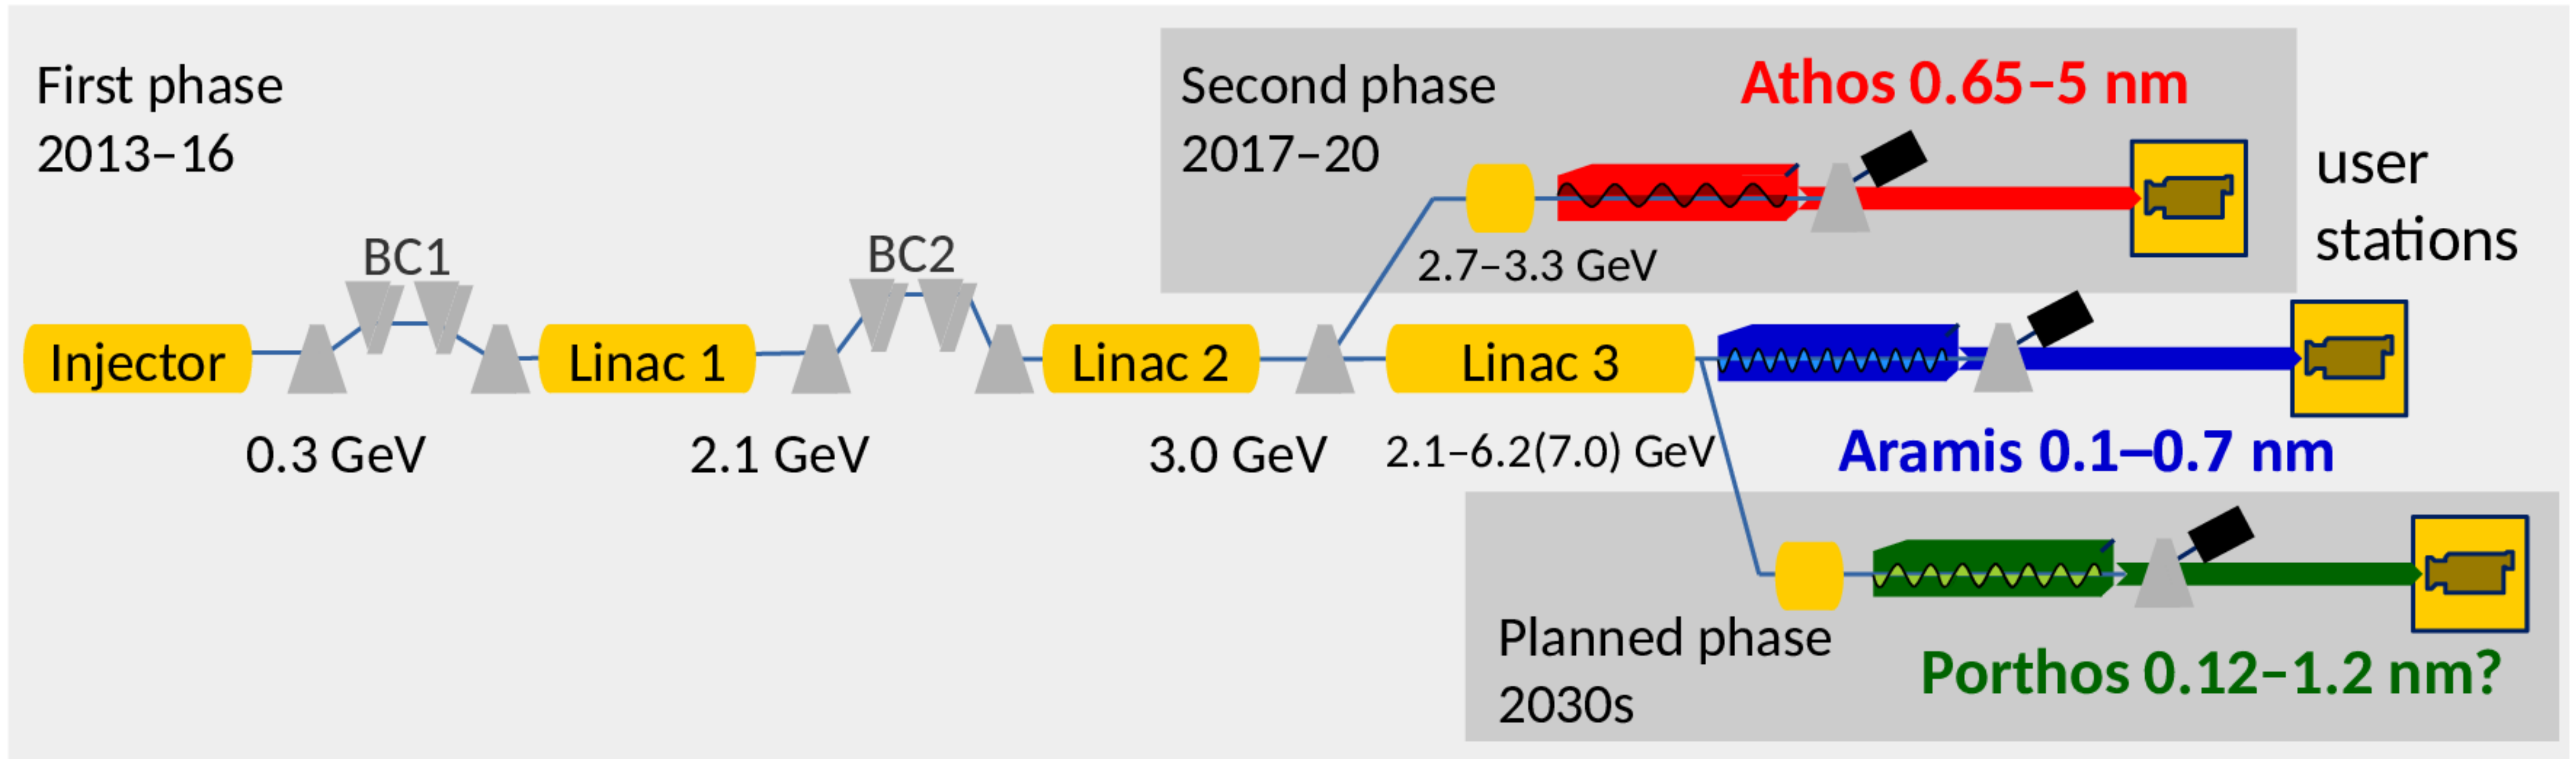 First phase
2013–16
Second phase
2017–20
Athos 0.65–5 nm
user
stations
2.7–3.3 GeV
BC1
BC2
Injector
Linac 1
Linac 2
Linac 3
0.3 GeV
2.1 GeV
3.0 GeV
2.1–6.2(7.0) GeV
Aramis 0.1–0.7 nm
Planned phase
2030s
Porthos 0.12–1.2 nm?